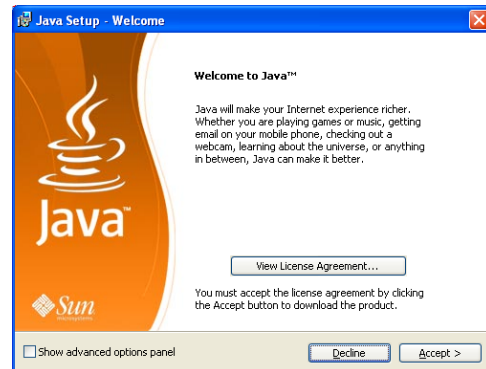 Java Setup - Welcome
Welcome to Java™
Java will make your Internet experience richer.
Whether you are playing games or music, getting
email on your mobile phone, checking out a
webcam, learning about the universe, or anything
in between, Java can make it better.
Java™
View License Agreement...
You must accept the license agreement by clicking
the Accept button to download the product.
Sun
microsystems
Show advanced options panel
Decline
Accept >